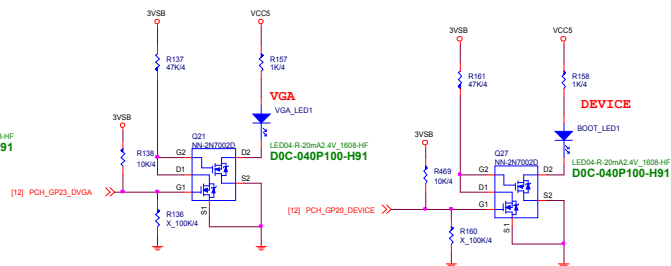 3VSB
VCC5
R137
47K/4
R157
1K/4
VGA
VGA_LED1
3VSB
R138
10K/4
Q21
NN-2N7002D
G2
D2
D1
S2
G1
S1
LED04-R-20mA2.4V_1608-HF
D0C-040P100-H91
[12] PCH_GP23_DVGA
R136
X_100K/4
-HF
91
3VSB
VCC5
R161
47K/4
R158
1K/4
DEVICE
BOOT_LED1
3VSB
R469
10K/4
Q27
NN-2N7002D
G2
D2
D1
S2
G1
S1
LED04-R-20mA2.4V_1608-HF
D0C-040P100-H91
[12] PCH_GP20_DEVICE
R160
X_100K/4